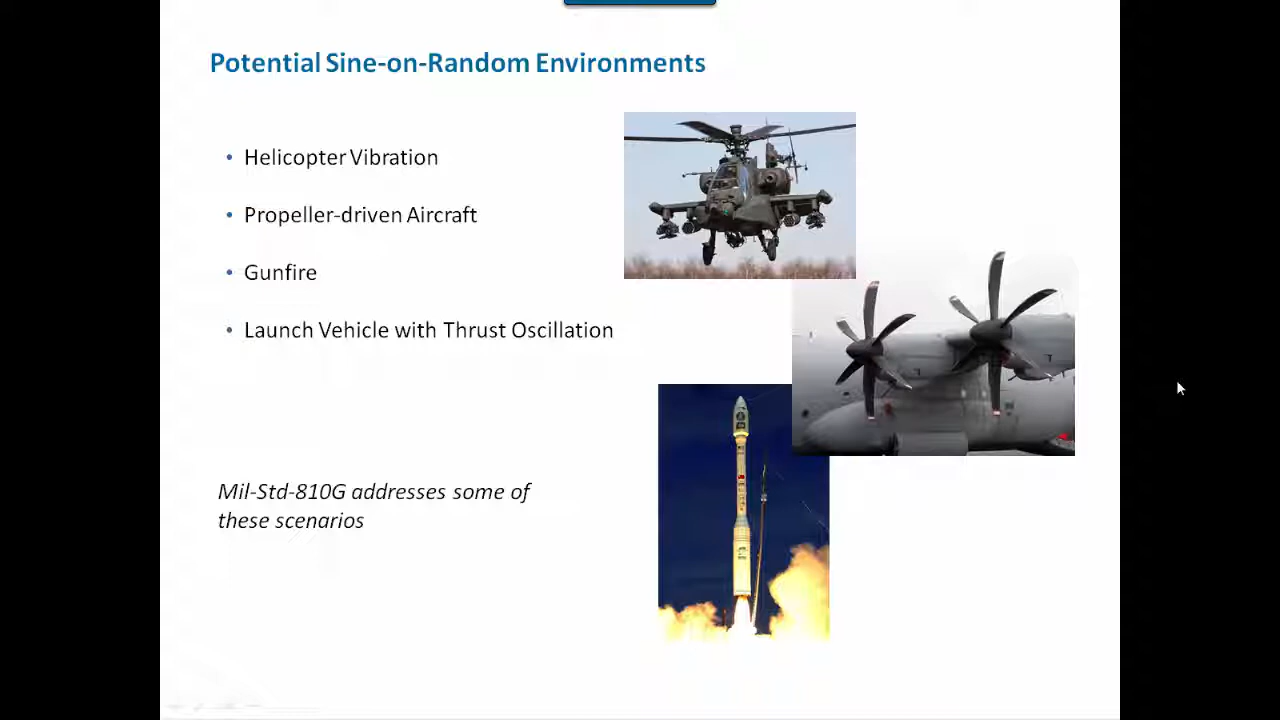 Potential Sine-on-Random Environments
• Helicopter Vibration
• Propeller-driven Aircraft
• Gunfire
• Launch Vehicle with Thrust Oscillation
Mil-Std-810G addresses some of
these scenarios